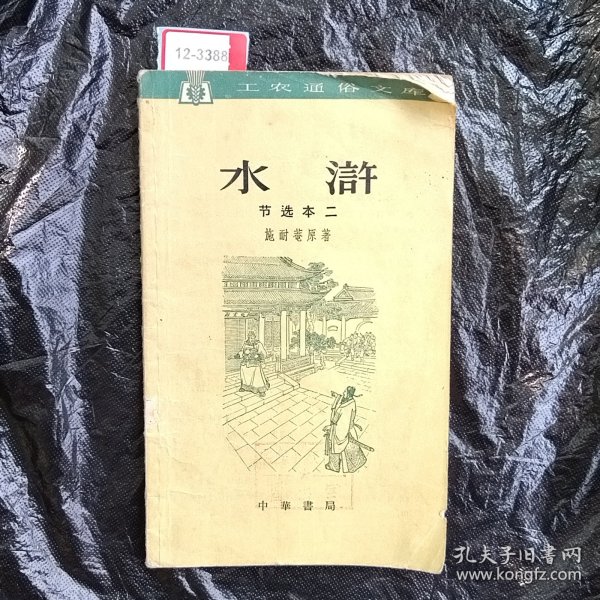 12-3388
工农通俗文库
水滸
节选本二
施耐菴原著
中華書局
孔夫子旧书网
www.kongfz.com